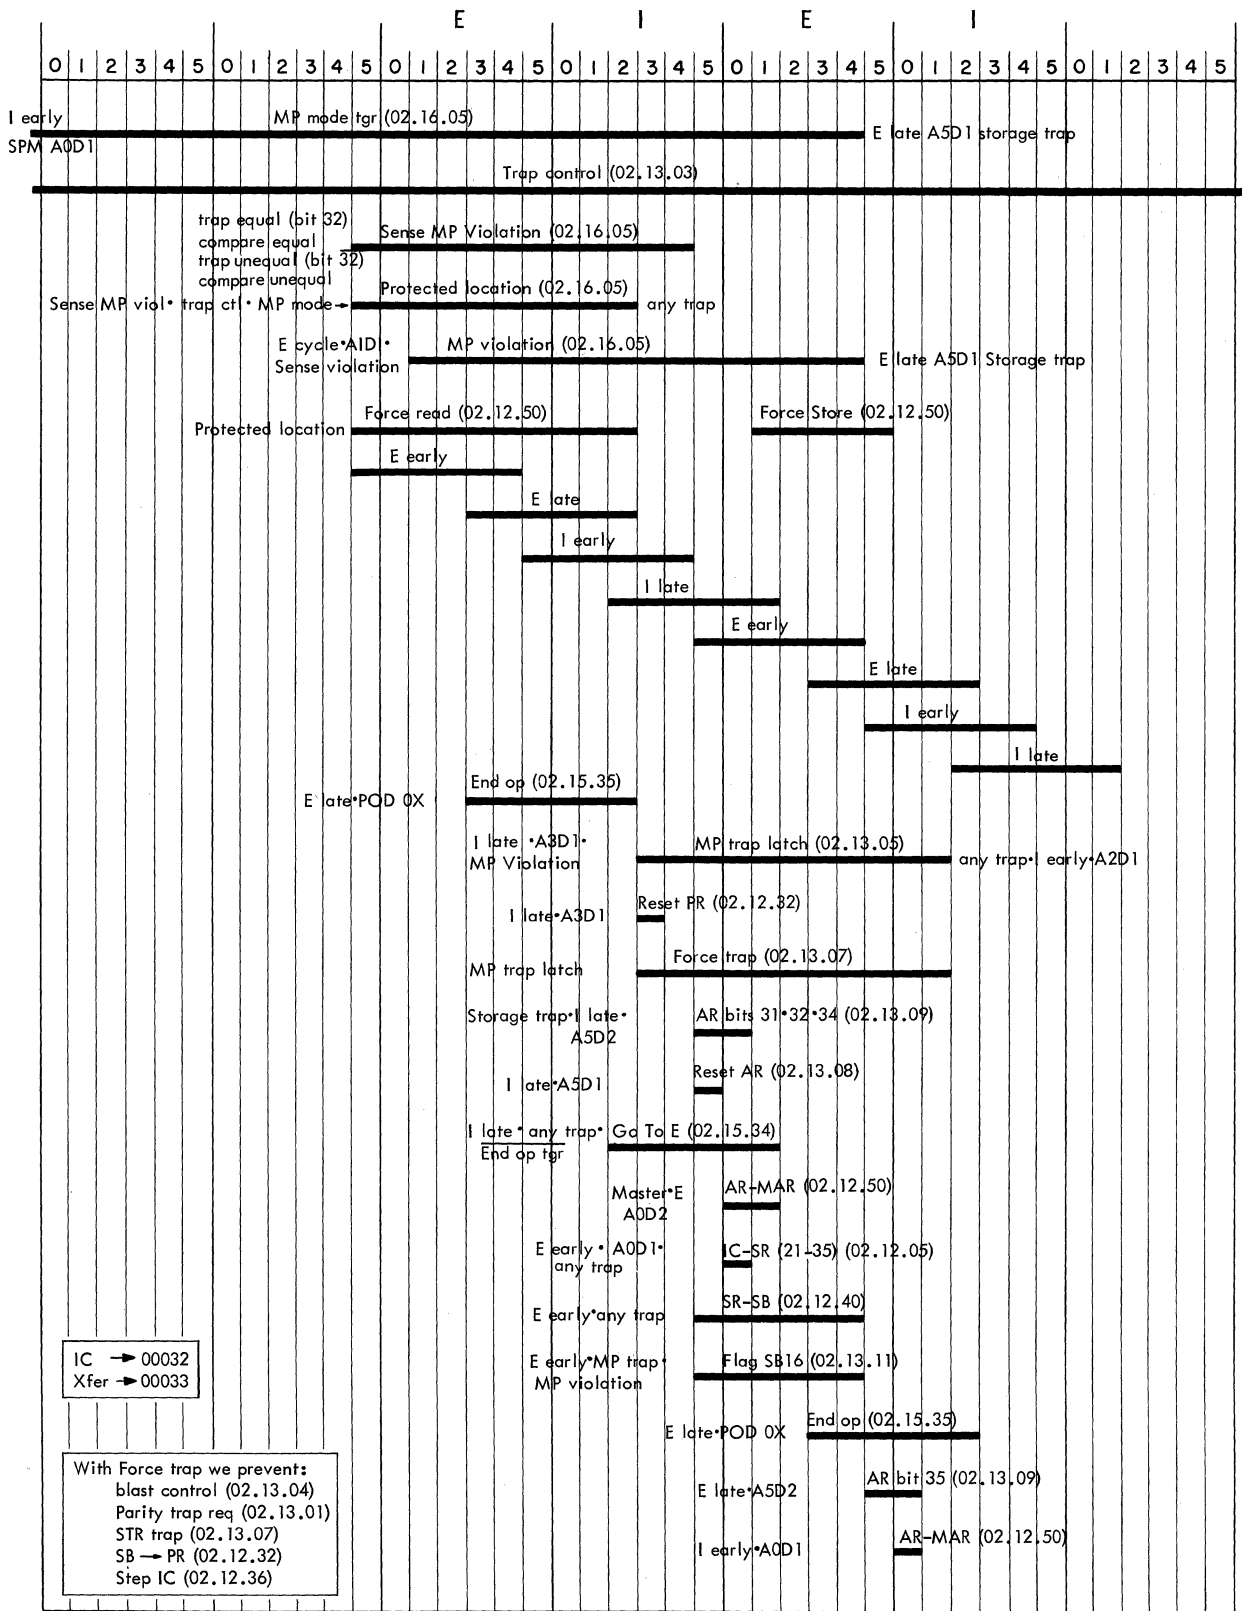 E I E I
0 1 2 3 4 5 0 1 2 3 4 5 0 1 2 3 4 5 0 1 2 3 4 5 0 1 2 3 4 5 0 1 2 3 4 5 0 1 2 3 4 5
I early
MP mode tgr (02.16.05)
E late A5D1 storage trap
SPM A0D1
Trap control (02.13.03)
trap equal (bit 32)
compare equal
Sense MP Violation (02.16.05)
trap unequal (bit 32)
compare unequal
Protected location (02.16.05)
Sense MP viol• trap ctl • MP mode→
any trap
E cycle•A1D1•
Sense violation
MP violation (02.16.05)
E late A5D1 Storage trap
Force read (02.12.50)
Force Store (02.12.50)
Protected location
E early
E late
I early
I late
E early
E late
I early
I late
End op (02.15.35)
E late•POD 0X
I late •A3D1•
MP Violation
MP trap latch (02.13.05)
any trap•I early•A2D1
Reset PR (02.12.32)
I late•A3D1
Force trap (02.13.07)
MP trap latch
Storage trap•I late•
A5D2
AR bits 31•32•34 (02.13.09)
Reset AR (02.13.08)
I late•A5D1
I late • any trap•
End op tgr
Go To E (02.15.34)
Master•E
A0D2
AR-MAR (02.12.50)
E early • A0D1•
any trap
IC-SR (21-35) (02.12.05)
SR-SB (02.12.40)
E early•any trap
E early•MP trap•
MP violation
Flag SB16 (02.13.11)
IC → 00032
Xfer → 00033
End op (02.15.35)
E late•POD 0X
AR bit 35 (02.13.09)
E late•A5D2
AR-MAR (02.12.50)
I early•A0D1
With Force trap we prevent:
blast control (02.13.04)
Parity trap req (02.13.01)
STR trap (02.13.07)
SB → PR (02.12.32)
Step IC (02.12.36)